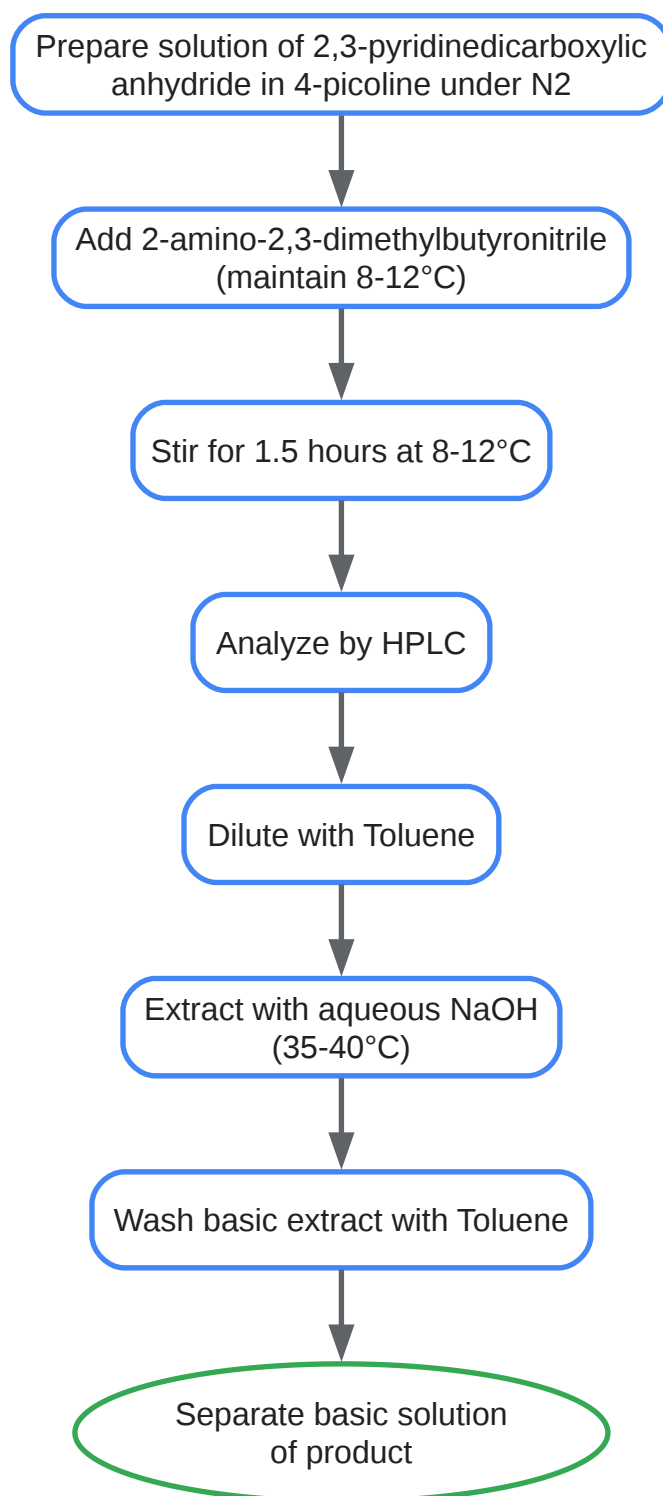 Prepare solution of 2,3-pyridinedicarboxylic
anhydride in 4-picoline under N2
Add 2-amino-2,3-dimethylbutyronitrile
(maintain 8-12°C)
Stir for 1.5 hours at 8-12°C
Analyze by HPLC
Dilute with Toluene
Extract with aqueous NaOH
(35-40°C)
Wash basic extract with Toluene
Separate basic solution
of product